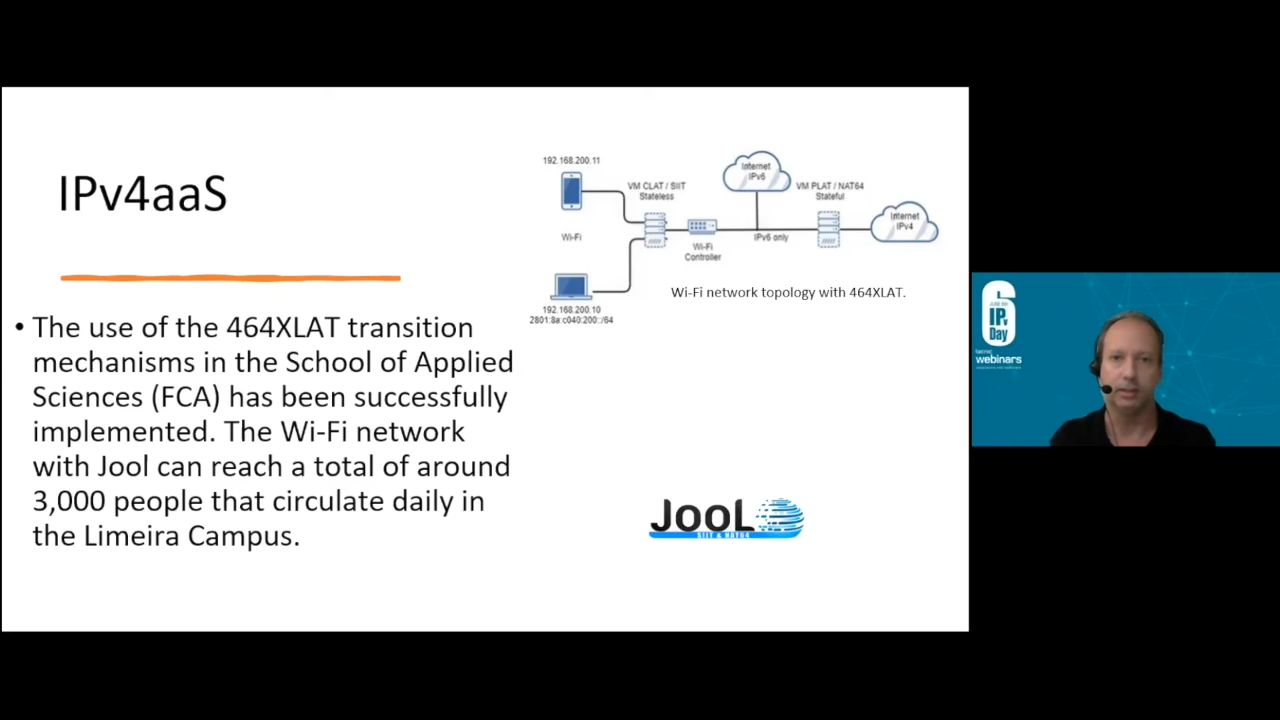 IPv4aaS
• The use of the 464XLAT transition
mechanisms in the School of Applied
Sciences (FCA) has been successfully
implemented. The Wi-Fi network
with Jool can reach a total of around
3,000 people that circulate daily in
the Limeira Campus.
192.168.200.11
Wi-Fi
192.168.200.10
2801:8a:c040:200::/64
VM CLAT / SIIT
Stateless
Wi-Fi
Controller
Internet
IPv6
IPv6 only
VM PLAT / NAT64
Stateful
Internet
IPv4
Wi-Fi network topology with 464XLAT.
JOOL
SIIT & NAT64
6
IPv
Day
webinars